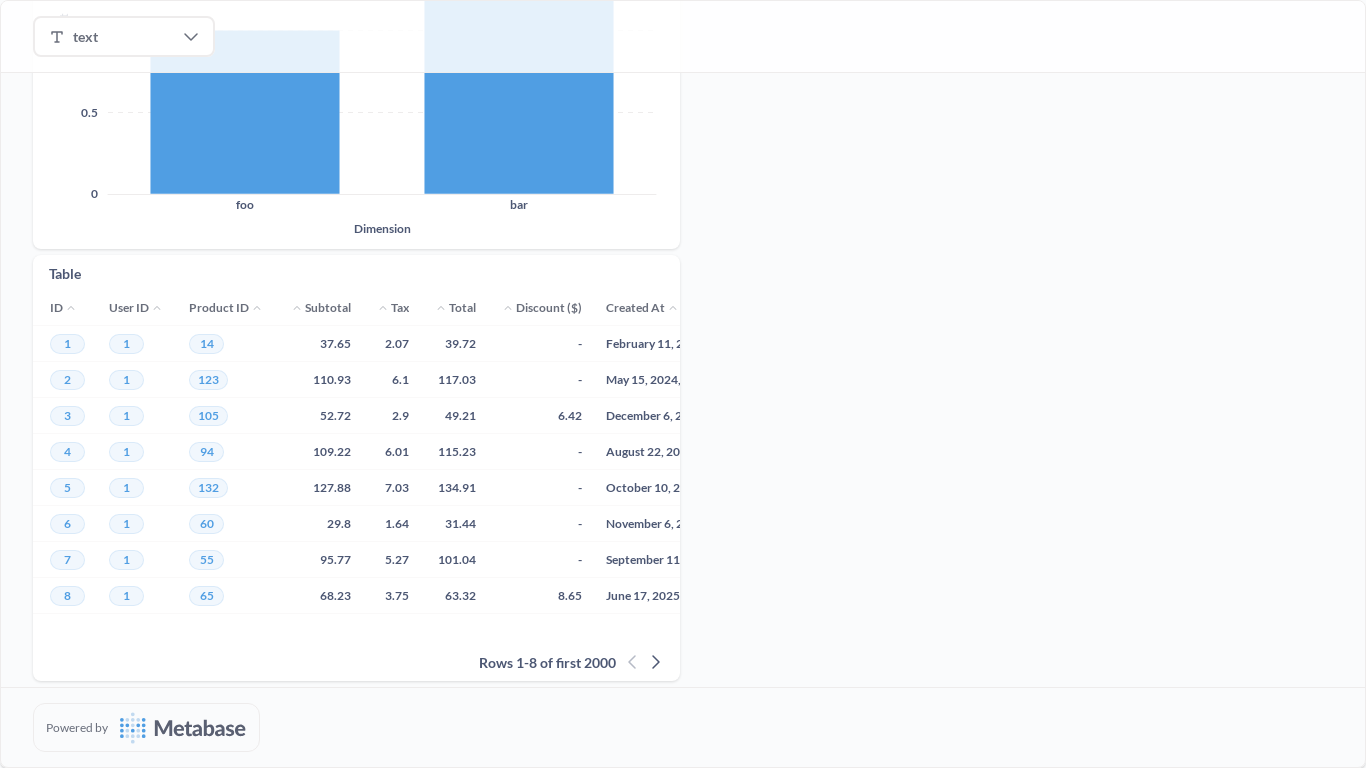 text
0.5
0
foo bar
Dimension
Table
ID User ID Product ID Subtotal Tax Total Discount ($) Created At
1 1 14 37.65 2.07 39.72 - February 11, 2
2 1 123 110.93 6.1 117.03 - May 15, 2024,
3 1 105 52.72 2.9 49.21 6.42 December 6, 2
4 1 94 109.22 6.01 115.23 - August 22, 20
5 1 132 127.88 7.03 134.91 - October 10, 2
6 1 60 29.8 1.64 31.44 - November 6, 2
7 1 55 95.77 5.27 101.04 - September 11
8 1 65 68.23 3.75 63.32 8.65 June 17, 2025
Rows 1-8 of first 2000
Powered by Metabase